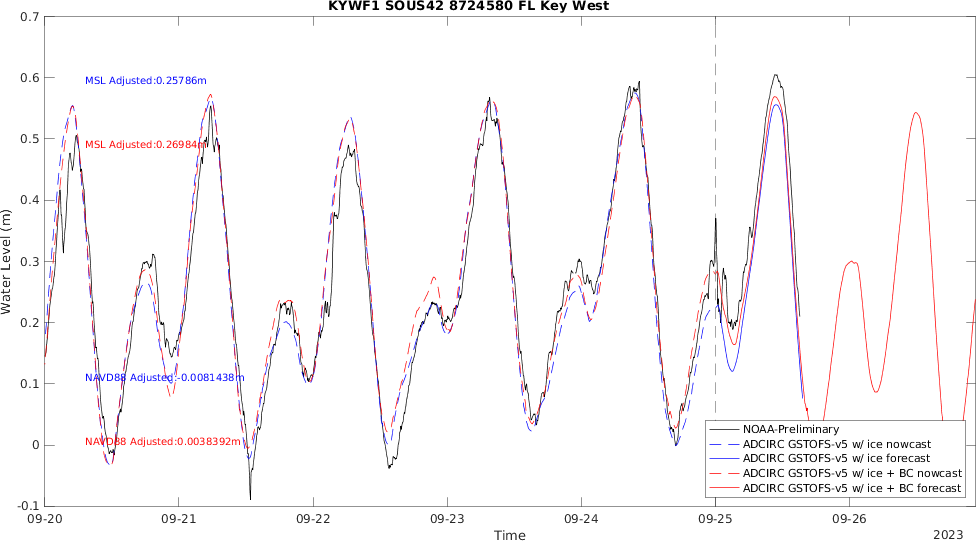 KYWF1 SOUS42 8724580 FL Key West
0.7
0.6
0.5
0.4
0.3
0.2
0.1
0
-0.1
Water Level (m)
MSL Adjusted:0.25786m
MSL Adjusted:0.26984m
NAVD88 Adjusted:-0.0081438m
NAVD88 Adjusted:0.0038392m
NOAA-Preliminary
ADCIRC GSTOFS-v5 w/ ice nowcast
ADCIRC GSTOFS-v5 w/ ice forecast
ADCIRC GSTOFS-v5 w/ ice + BC nowcast
ADCIRC GSTOFS-v5 w/ ice + BC forecast
09-20 09-21 09-22 09-23 09-24 09-25 09-26
Time
2023